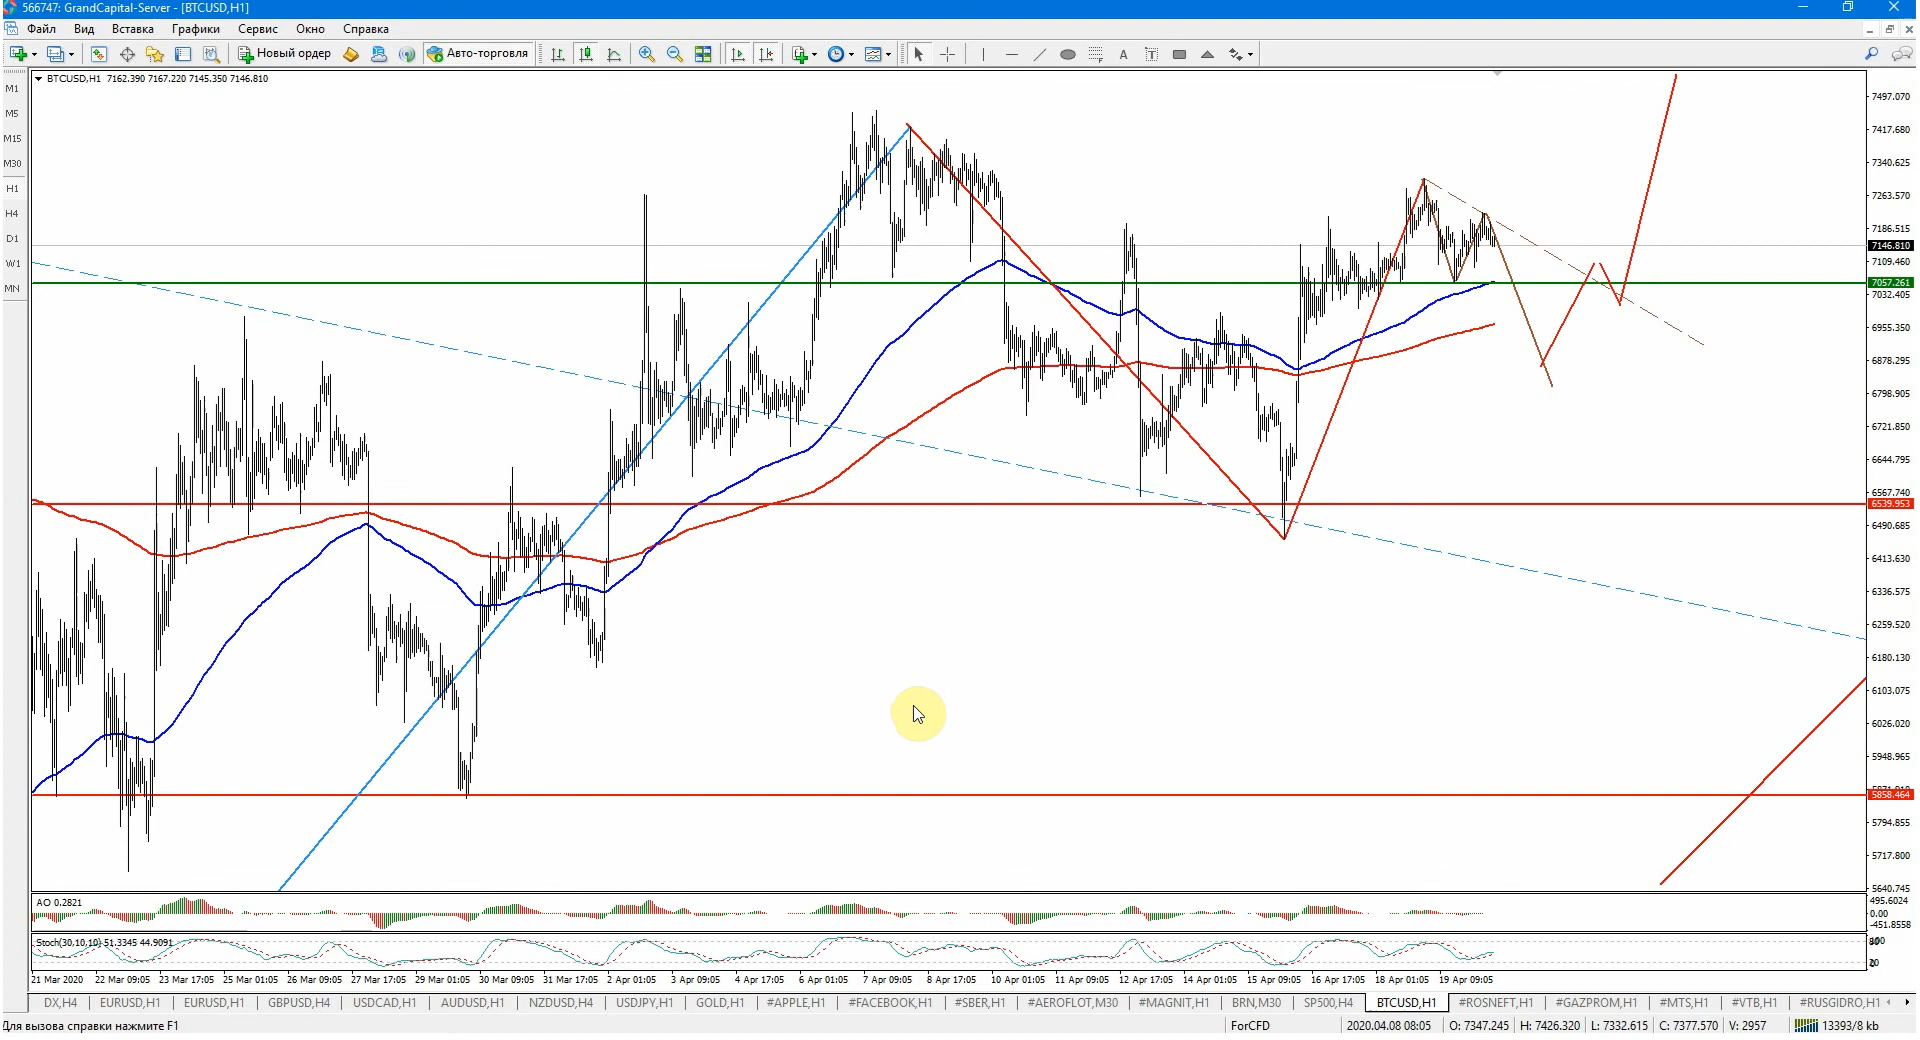 566747: GrandCapital-Server - [BTCUSD,H1]
Файл Вид Вставка Графики Сервис Окно Справка
Новый ордер Авто-торговля
BTCUSD,H1 7162.390 7167.220 7145.350 7146.810
M1
M5
M15
M30
H1
H4
D1
W1
MN
7497.070
7417.680
7340.625
7263.570
7186.515
7146.810
7109.460
7057.261
7032.405
6955.350
6878.295
6798.905
6721.850
6644.795
6567.740
6539.953
6490.685
6413.630
6336.575
6259.520
6180.130
6103.075
6026.020
5948.965
5858.464
5794.855
5717.800
5640.745
AO 0.2821
495.6024
0.00
-451.8558
Stoch(30,10,10) 51.3345 44.9091
21 Mar 2020 22 Mar 09:05 23 Mar 17:05 25 Mar 01:05 26 Mar 09:05 27 Mar 17:05 29 Mar 01:05 30 Mar 09:05 31 Mar 17:05 2 Apr 01:05 3 Apr 09:05 4 Apr 17:05 6 Apr 01:05 7 Apr 09:05 8 Apr 17:05 10 Apr 01:05 11 Apr 09:05 12 Apr 17:05 14 Apr 01:05 15 Apr 09:05 16 Apr 17:05 18 Apr 01:05 19 Apr 09:05
DX,H4 EURUSD,H1 EURUSD,H1 GBPUSD,H4 USDCAD,H1 AUDUSD,H1 NZDUSD,H4 USDJPY,H1 GOLD,H1 #APPLE,H1 #FACEBOOK,H1 #SBER,H1 #AEROFLOT,M30 #MAGNIT,H1 BRN,M30 SP500,H4 BTCUSD,H1 #ROSNEFT,H1 #GAZPROM,H1 #MTS,H1 #VTB,H1 #RUSGIDRO,H1
Для вызова справки нажмите F1 ForCFD 2020.04.08 08:05 O: 7347.245 H: 7426.320 L: 7332.615 C: 7377.570 V: 2957 13393/8 kb